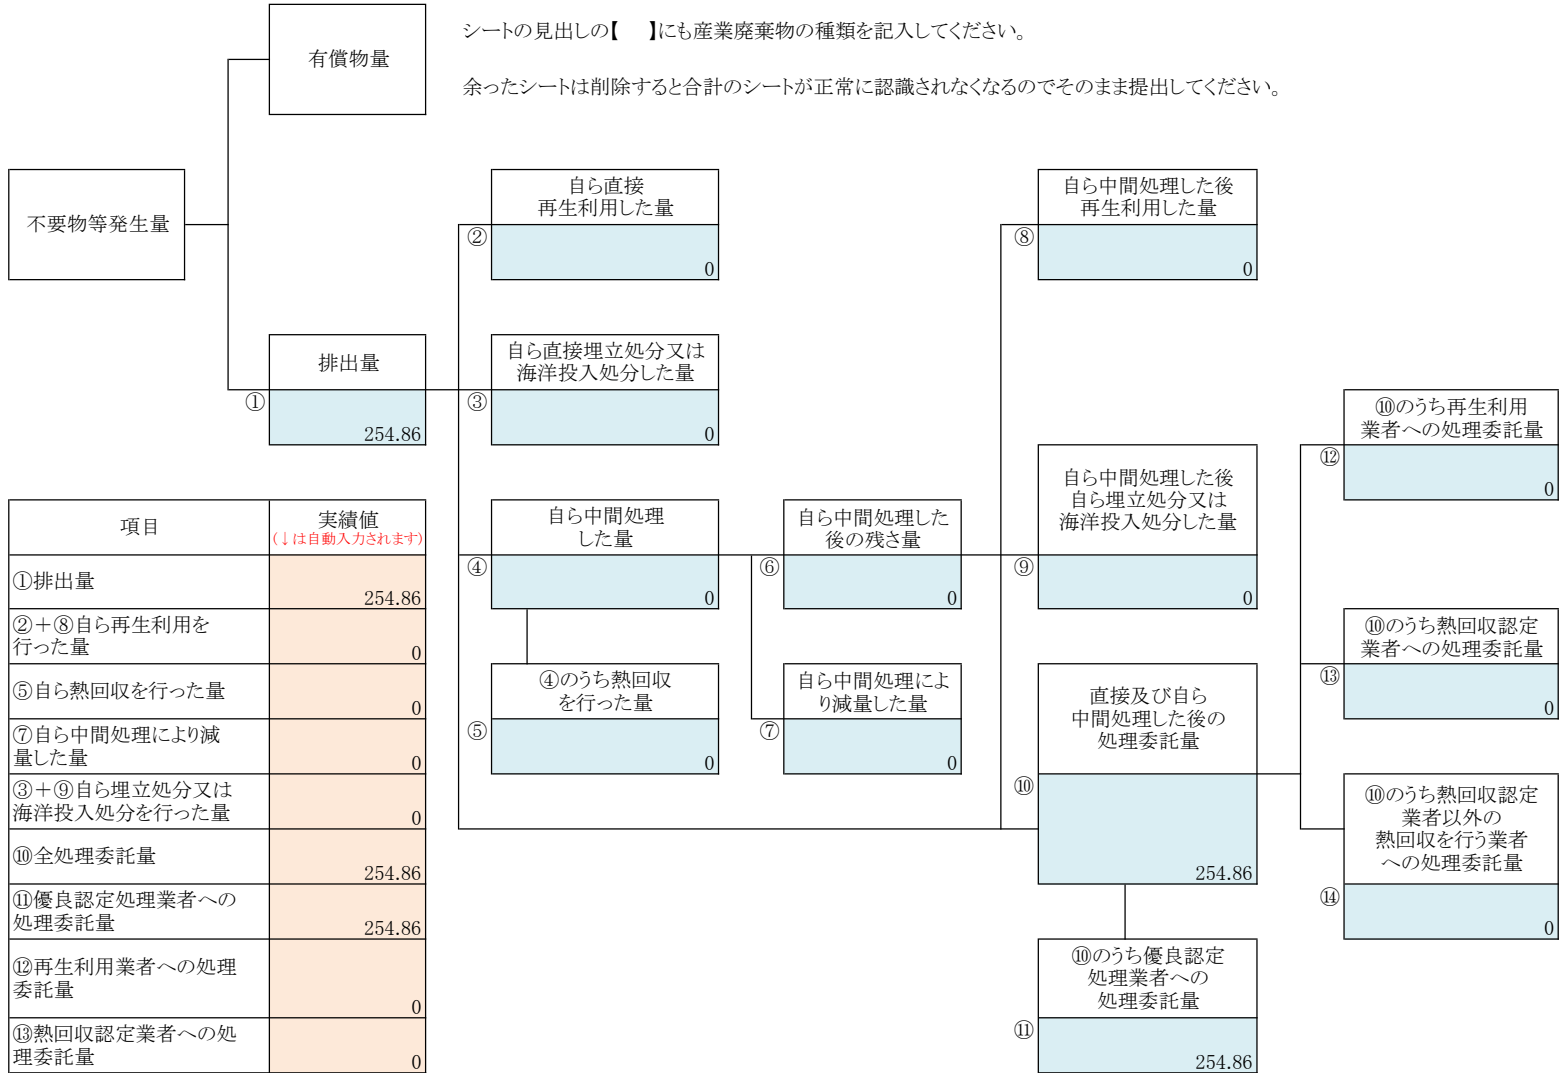 シートの見出しの【　】にも産業廃棄物の種類を記入してください。
余ったシートは削除すると合計のシートが正常に認識されなくなるのでそのまま提出してください。
有償物量
不要物等発生量
排出量
①
254.86
自ら直接
再生利用した量
②
0
自ら直接埋立処分又は
海洋投入処分した量
③
0
自ら中間処理
した量
④
0
④のうち熱回収
を行った量
⑤
0
自ら中間処理した
後の残さ量
⑥
0
自ら中間処理によ
り減量した量
⑦
0
自ら中間処理した後
再生利用した量
⑧
0
自ら中間処理した後
自ら埋立処分又は
海洋投入処分した量
⑨
0
直接及び自ら
中間処理した後の
処理委託量
⑩
254.86
⑩のうち優良認定
処理業者への
処理委託量
⑪
254.86
⑩のうち再生利用
業者への処理委託量
⑫
0
⑩のうち熱回収認定
業者への処理委託量
⑬
0
⑩のうち熱回収認定
業者以外の
熱回収を行う業者
への処理委託量
⑭
0
項目
実績値
(↓は自動入力されます)
①排出量
254.86
②＋⑧自ら再生利用を
行った量
0
⑤自ら熱回収を行った量
0
⑦自ら中間処理により減
量した量
0
③＋⑨自ら埋立処分又は
海洋投入処分を行った量
0
⑩全処理委託量
254.86
⑪優良認定処理業者への
処理委託量
254.86
⑫再生利用業者への処理
委託量
0
⑬熱回収認定業者への処
理委託量
0